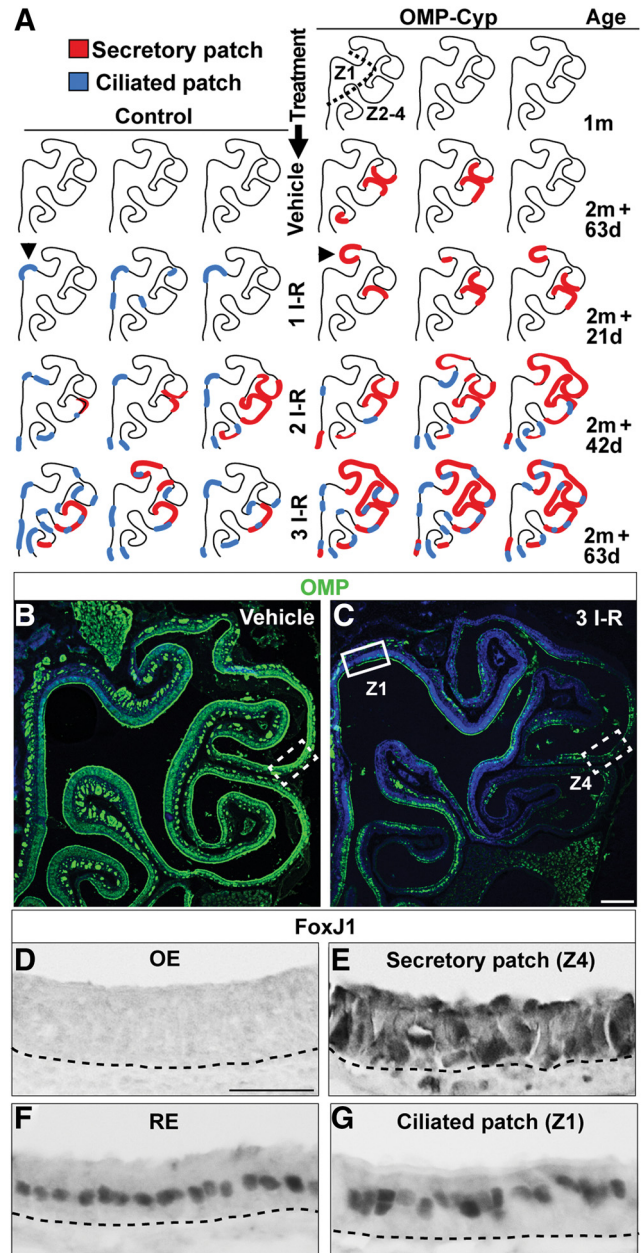 A
Secretory patch
Ciliated patch
Control
Treatment
OMP-Cyp
Age
Z1
Z2-4
1m
Vehicle
2m +
63d
1 I-R
2m +
21d
2 I-R
2m +
42d
3 I-R
2m +
63d
OMP
B
Vehicle
C
3 I-R
Z1
Z4
FoxJ1
D
OE
E
Secretory patch (Z4)
F
RE
G
Ciliated patch (Z1)